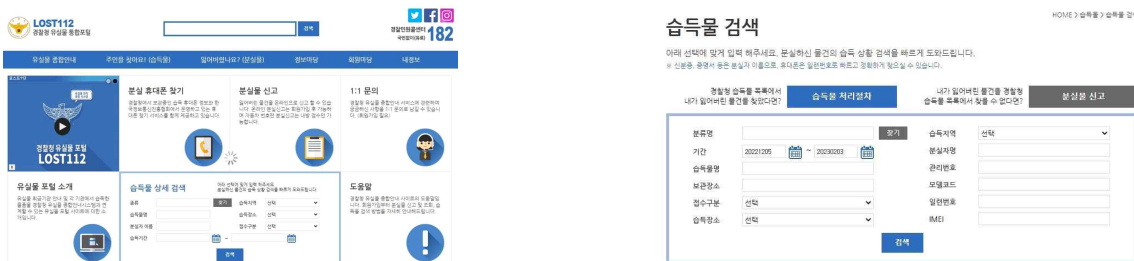 LOST112
경찰청 유실물 통합포털
검색
경찰민원콜센터
국번없이(유료) 182
유실물 종합안내
주인을 찾아요! (습득물)
잃어버렸나요? (분실물)
정보마당
회원마당
내정보
경찰청 유실물 포털
LOST112
분실 휴대폰 찾기
분실물 신고
1:1 문의
유실물 포털 소개
습득물 상세 검색
종류
찾기
습득지역
선택
습득물명
습득장소
선택
분실자 이름
접수구분
선택
습득기간
~
검색
도움말
습득물 검색
HOME > 습득물 > 습득물 검색
아래 선택에 맞게 입력 해주세요. 분실하신 물건의 습득 상황 검색을 빠르게 도와드립니다.
※ 신분증, 증명서 등은 분실자 이름으로, 휴대폰은 일련번호로 빠르고 정확하게 찾으실 수 있습니다.
경찰청 습득물 목록에서
내가 잃어버린 물건을 찾았다면?
습득물 처리절차
내가 잃어버린 물건을 경찰청
습득물 목록에서 찾을 수 없다면?
분실물 신고
분류명
찾기
습득지역
선택
기간
20221205 ~ 20230203
분실자명
습득물명
관리번호
보관장소
모델코드
접수구분
선택
일련번호
습득장소
선택
IMEI
검색